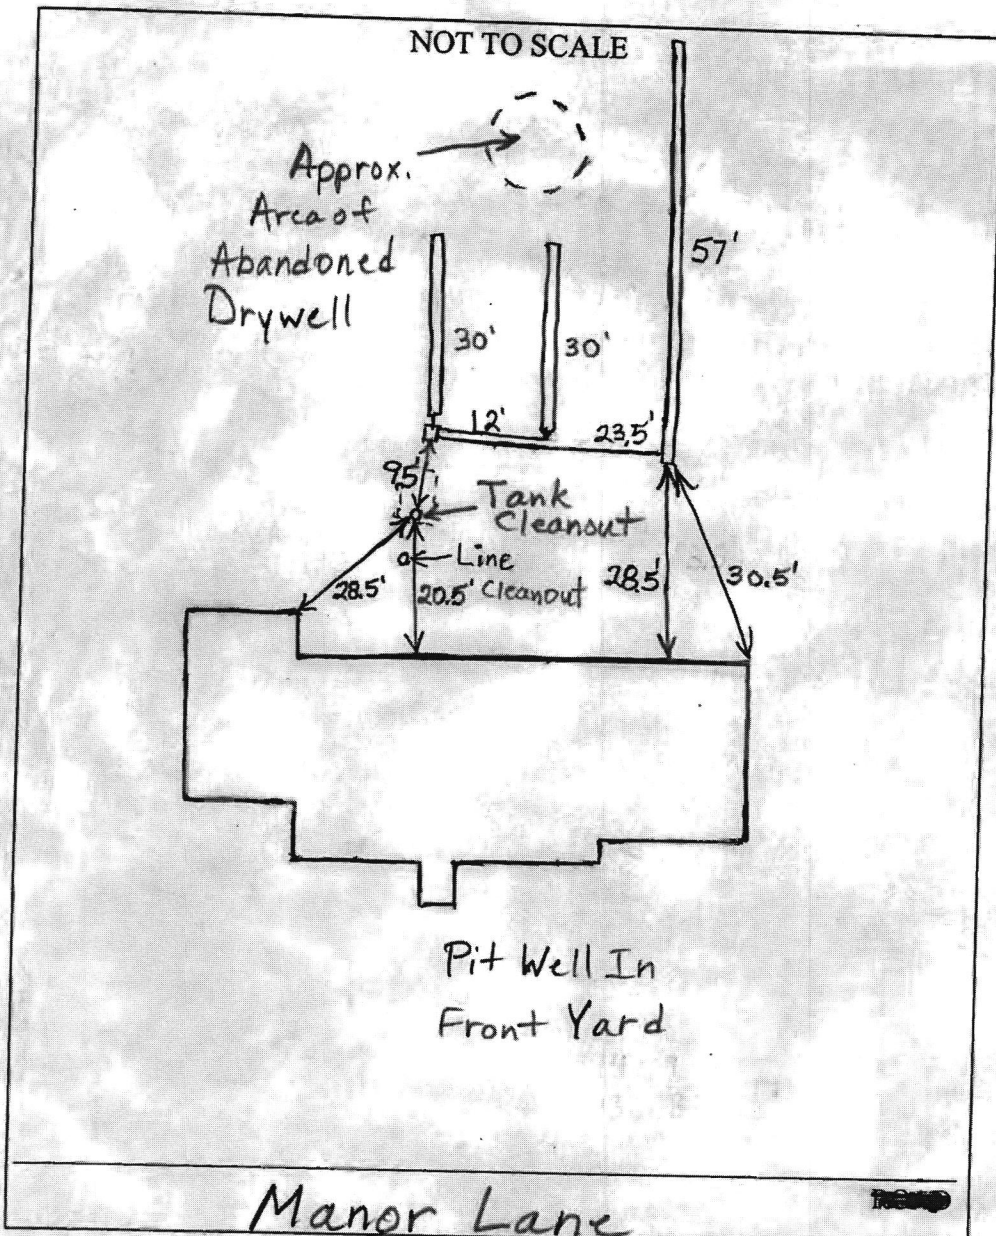 NOT TO SCALE
Approx.
Area of
Abandoned
Drywell
57'
30'
30'
12'
23.5'
9.5'
Tank
Cleanout
Line
Cleanout
28.5'
20.5'
28.5'
30.5'
Pit Well In
Front Yard
Manor Lane